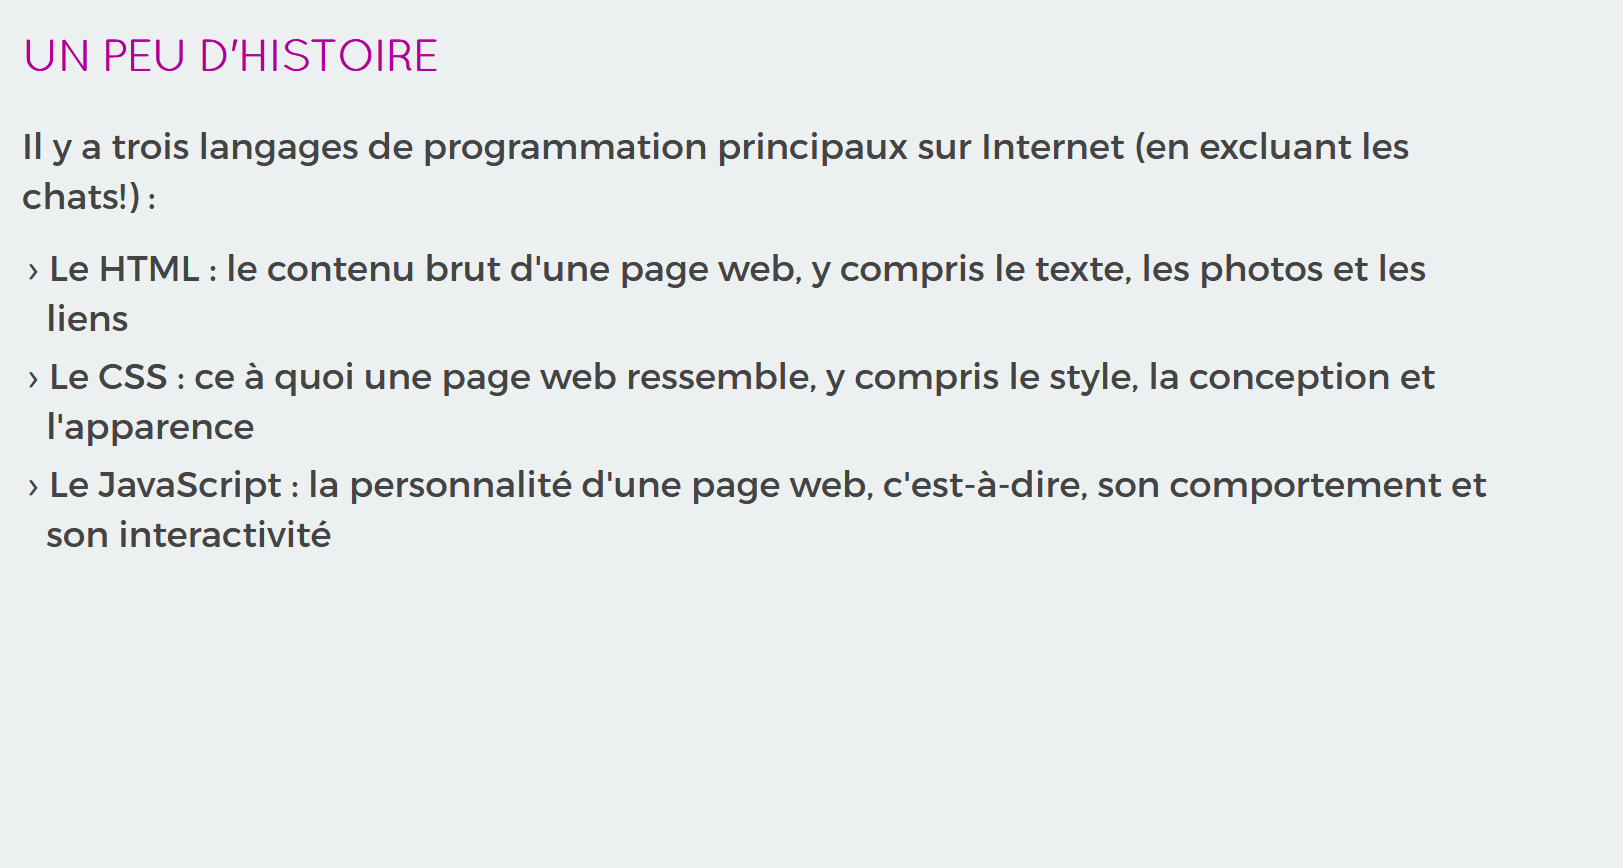 UN PEU D'HISTOIRE
Il y a trois langages de programmation principaux sur Internet (en excluant les
chats!) :
› Le HTML : le contenu brut d'une page web, y compris le texte, les photos et les
liens
› Le CSS : ce à quoi une page web ressemble, y compris le style, la conception et
l'apparence
› Le JavaScript : la personnalité d'une page web, c'est-à-dire, son comportement et
son interactivité